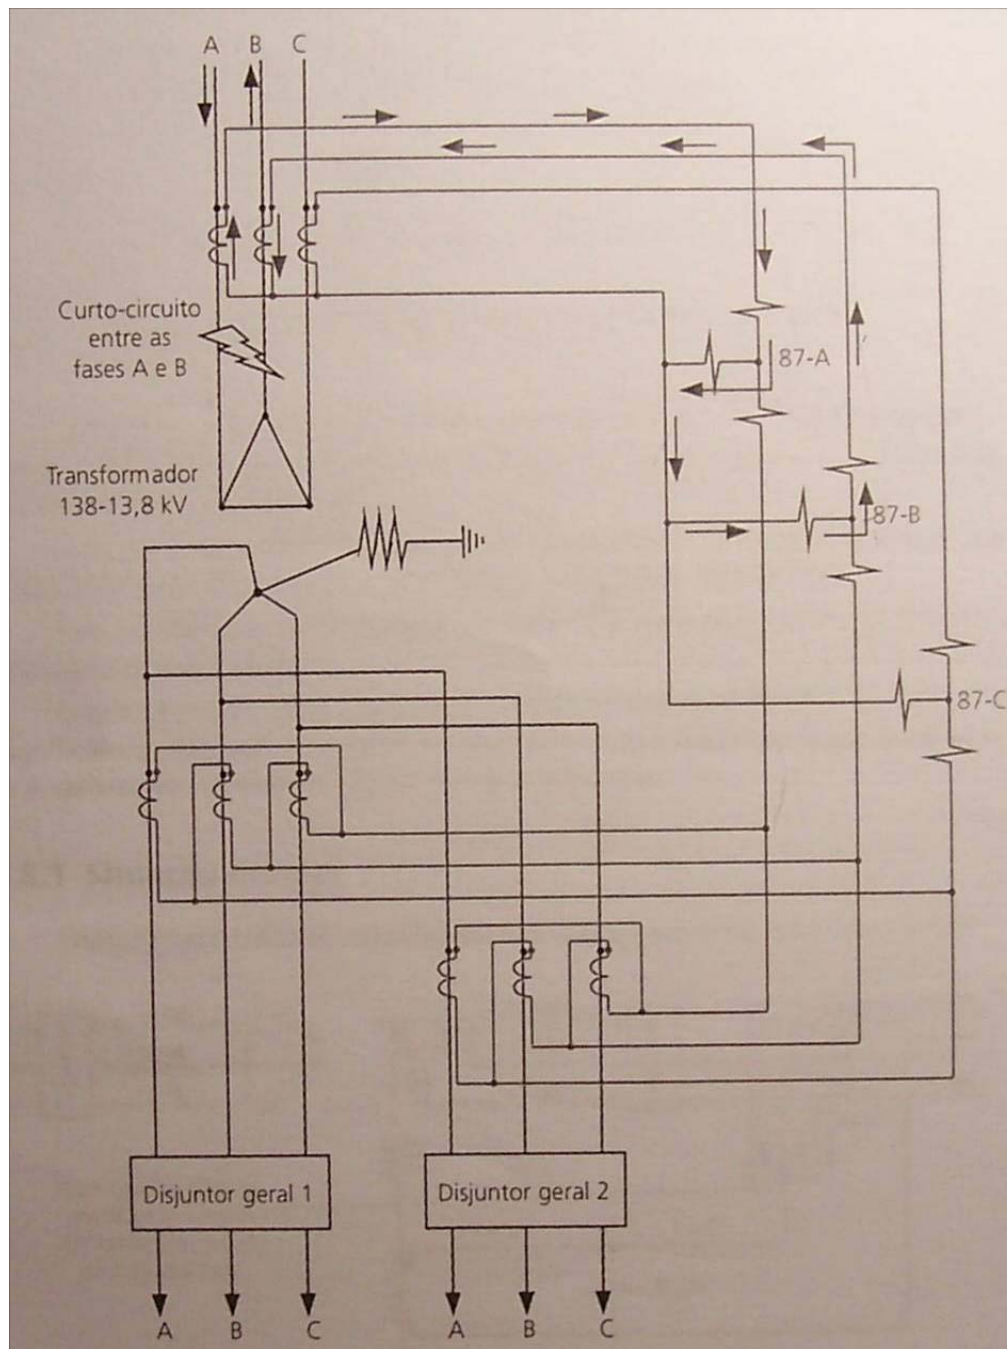 A B C
Curto-circuito
entre as
fases A e B
87-A
Transformador
138-13,8 kV
87-B
87-C
Disjuntor geral 1
Disjuntor geral 2
A B C
A B C